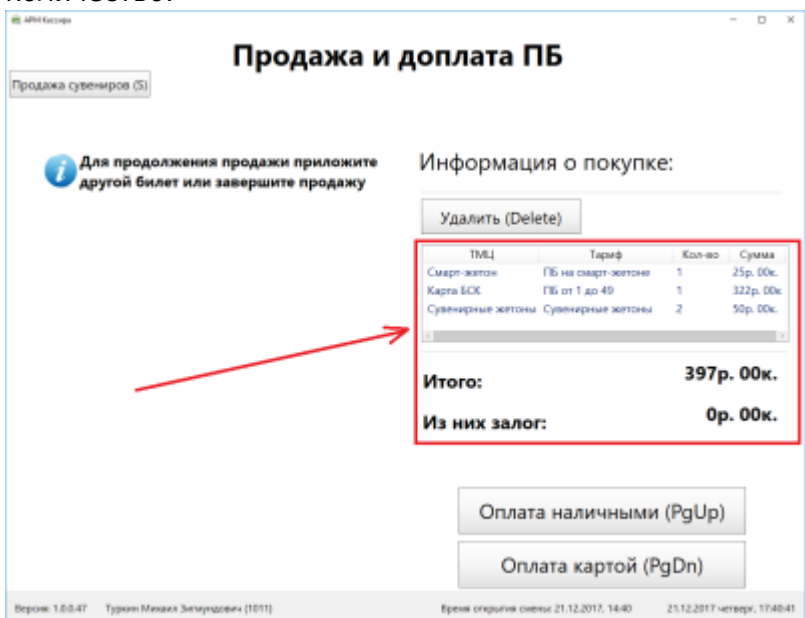 АРМ Кассира
Продажа и доплата ПБ
Продажа сувениров (S)
Для продолжения продажи приложите
другой билет или завершите продажу
Информация о покупке:
Удалить (Delete)
ТМЦ Тариф Кол-во Сумма
Смарт-жетон ПБ на смарт-жетоне 1 25р. 00к.
Карта БСК ПБ от 1 до 49 1 322р. 00к
Сувенирные жетоны Сувенирные жетоны 2 50р. 00к.
Итого: 397р. 00к.
Из них залог: 0р. 00к.
Оплата наличными (PgUp)
Оплата картой (PgDn)
Версия: 1.0.0.47 Туркин Михаил Зигмундович (1011) Время открытия смены: 21.12.2017, 14:40 21.12.2017 четверг, 17:40:41